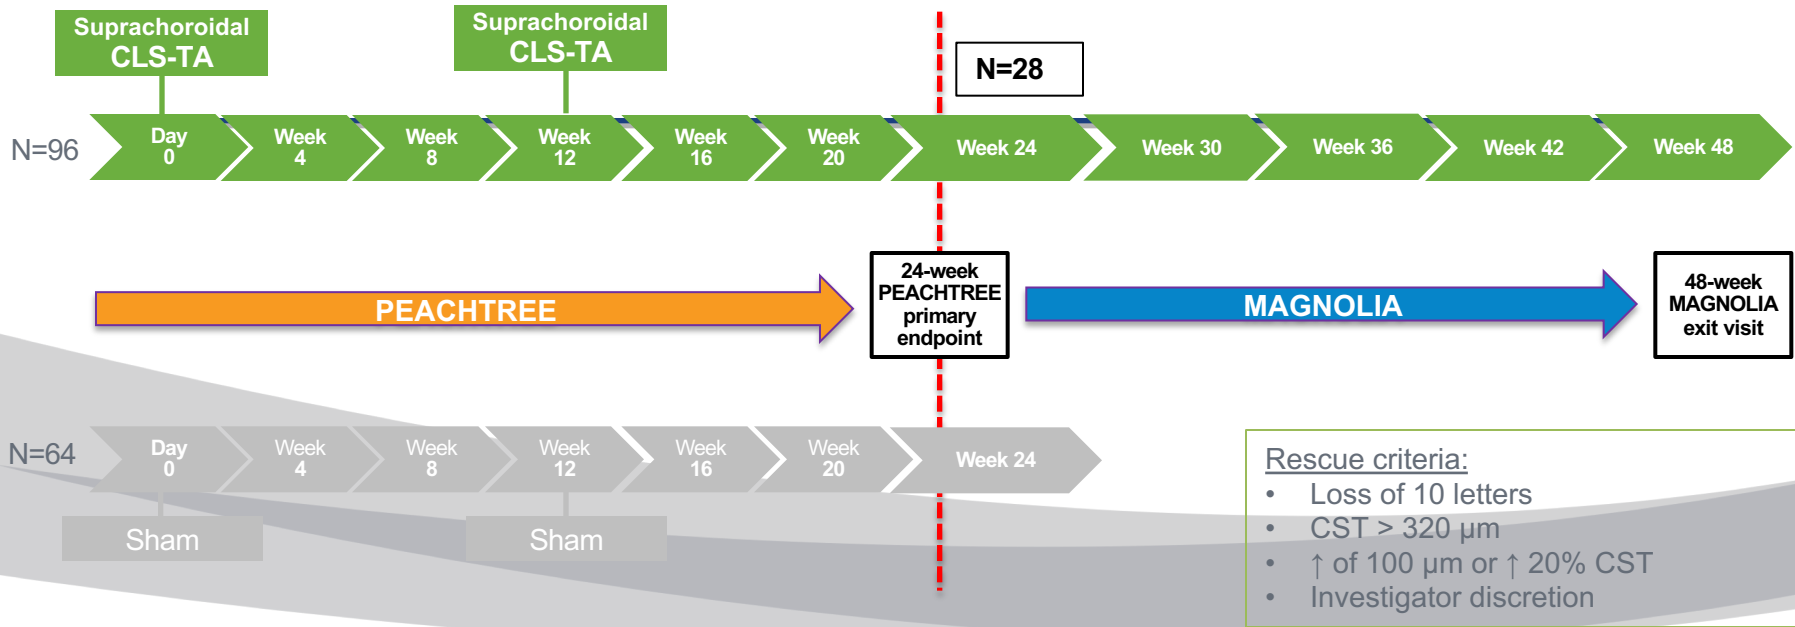 Suprachoroidal
CLS-TA
Suprachoroidal
CLS-TA
N=28
N=96
Day
0
Week
4
Week
8
Week
12
Week
16
Week
20
Week 24
Week 30
Week 36
Week 42
Week 48
PEACHTREE
24-week
PEACHTREE
primary
endpoint
MAGNOLIA
48-week
MAGNOLIA
exit visit
N=64
Day
0
Week
4
Week
8
Week
12
Week
16
Week
20
Week 24
Sham
Sham
Rescue criteria:
• Loss of 10 letters
• CST > 320 µm
• ↑ of 100 µm or ↑ 20% CST
• Investigator discretion